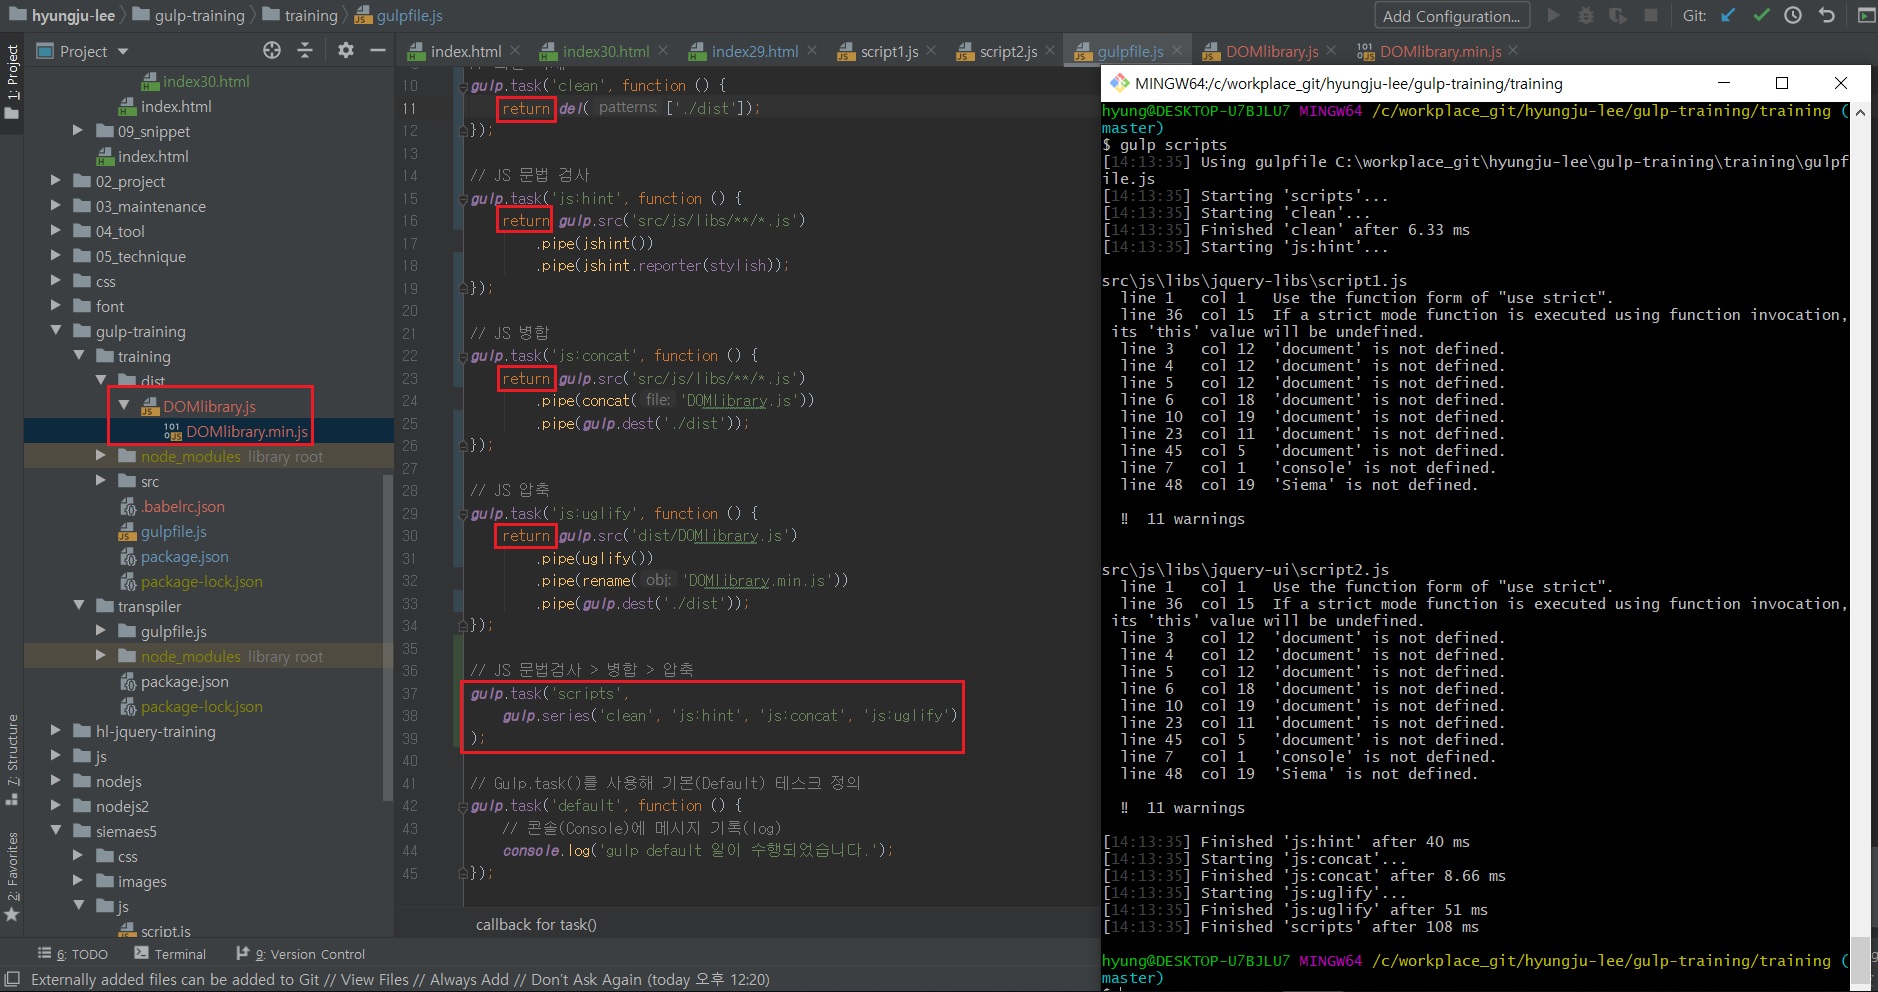 hyungju-lee
gulp-training
training
gulpfile.js
Add Configuration...
Git:
Project
index.html
index30.html
index29.html
script1.js
script2.js
gulpfile.js
DOMlibrary.js
DOMlibrary.min.js
1: Project
7: Structure
2: Favorites
index30.html
index.html
09_snippet
index.html
02_project
03_maintenance
04_tool
05_technique
css
font
gulp-training
training
dist
DOMlibrary.js
DOMlibrary.min.js
node_modules library root
src
.babelrc.json
gulpfile.js
package.json
package-lock.json
transpiler
gulpfile.js
node_modules library root
package.json
package-lock.json
hl-jquery-training
js
nodejs
nodejs2
siemaes5
css
images
js
script.js
10 gulp.task('clean', function () {
11 return del( patterns: ['./dist']);
12 });
13
14 // JS 문법 검사
15 gulp.task('js:hint', function () {
16 return gulp.src('src/js/libs/**/*.js')
17 .pipe(jshint())
18 .pipe(jshint.reporter(stylish));
19 });
20
21 // JS 병합
22 gulp.task('js:concat', function () {
23 return gulp.src('src/js/libs/**/*.js')
24 .pipe(concat( file: 'DOMlibrary.js'))
25 .pipe(gulp.dest('./dist'));
26 });
27
28 // JS 압축
29 gulp.task('js:uglify', function () {
30 return gulp.src('dist/DOMlibrary.js')
31 .pipe(uglify())
32 .pipe(rename( obj: 'DOMlibrary.min.js'))
33 .pipe(gulp.dest('./dist'));
34 });
35
36 // JS 문법검사 > 병합 > 압축
37 gulp.task('scripts',
38 gulp.series('clean', 'js:hint', 'js:concat', 'js:uglify')
39 );
40
41 // Gulp.task()를 사용해 기본(Default) 테스크 정의
42 gulp.task('default', function () {
43 // 콘솔(Console)에 메시지 기록(log)
44 console.log('gulp default 일이 수행되었습니다.');
45 });
callback for task()
MINGW64:/c/workplace_git/hyungju-lee/gulp-training/training
hyung@DESKTOP-U7BJLU7 MINGW64 /c/workplace_git/hyungju-lee/gulp-training/training (
master)
$ gulp scripts
[14:13:35] Using gulpfile C:\workplace_git\hyungju-lee\gulp-training\training\gulpf
ile.js
[14:13:35] Starting 'scripts'...
[14:13:35] Starting 'clean'...
[14:13:35] Finished 'clean' after 6.33 ms
[14:13:35] Starting 'js:hint'...
src\js\libs\jquery-libs\script1.js
line 1 col 1 Use the function form of "use strict".
line 36 col 15 If a strict mode function is executed using function invocation,
its 'this' value will be undefined.
line 3 col 12 'document' is not defined.
line 4 col 12 'document' is not defined.
line 5 col 12 'document' is not defined.
line 6 col 18 'document' is not defined.
line 10 col 19 'document' is not defined.
line 23 col 11 'document' is not defined.
line 45 col 5 'document' is not defined.
line 7 col 1 'console' is not defined.
line 48 col 19 'Siema' is not defined.
‼ 11 warnings
src\js\libs\jquery-ui\script2.js
line 1 col 1 Use the function form of "use strict".
line 36 col 15 If a strict mode function is executed using function invocation,
its 'this' value will be undefined.
line 3 col 12 'document' is not defined.
line 4 col 12 'document' is not defined.
line 5 col 12 'document' is not defined.
line 6 col 18 'document' is not defined.
line 10 col 19 'document' is not defined.
line 23 col 11 'document' is not defined.
line 45 col 5 'document' is not defined.
line 7 col 1 'console' is not defined.
line 48 col 19 'Siema' is not defined.
‼ 11 warnings
[14:13:35] Finished 'js:hint' after 40 ms
[14:13:35] Starting 'js:concat'...
[14:13:35] Finished 'js:concat' after 8.66 ms
[14:13:35] Starting 'js:uglify'...
[14:13:35] Finished 'js:uglify' after 51 ms
[14:13:35] Finished 'scripts' after 108 ms
hyung@DESKTOP-U7BJLU7 MINGW64 /c/workplace_git/hyungju-lee/gulp-training/training (
master)
6: TODO
Terminal
9: Version Control
Externally added files can be added to Git // View Files // Always Add // Don't Ask Again (today 오후 12:20)